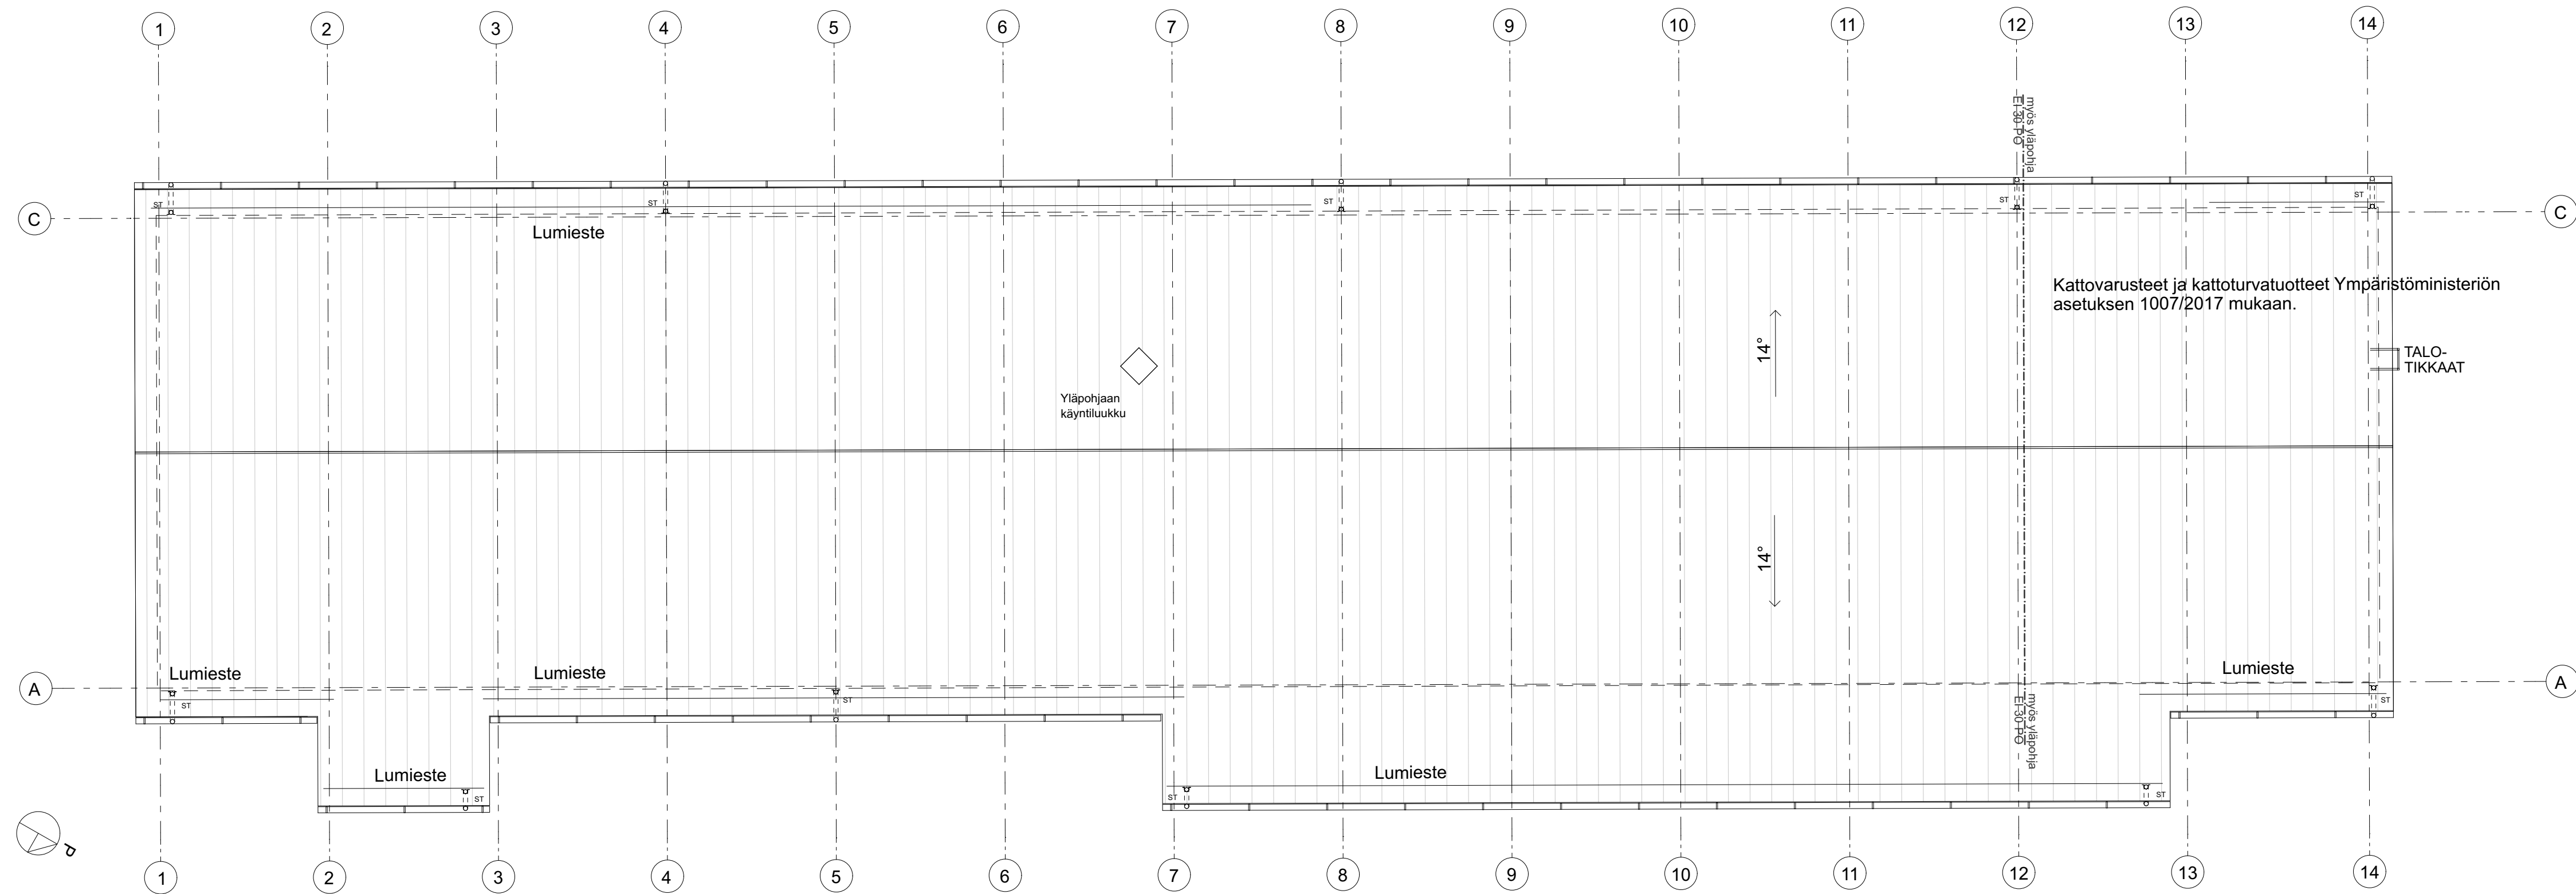 1 2 3 4 5 6 7 8 9 10 11 12 13 14
EI-30 PO
myös yläpohja
ST ST ST ST ST
C C
Lumieste
Kattovarusteet ja kattoturvatuotteet Ympäristöministeriön
asetuksen 1007/2017 mukaan.
14°
TALO-
TIKKAAT
Yläpohjaan
käyntiluukku
14°
Lumieste Lumieste Lumieste
A A
ST ST ST
EI-30 PO
myös yläpohja
Lumieste Lumieste
ST ST ST
P
1 2 3 4 5 6 7 8 9 10 11 12 13 14